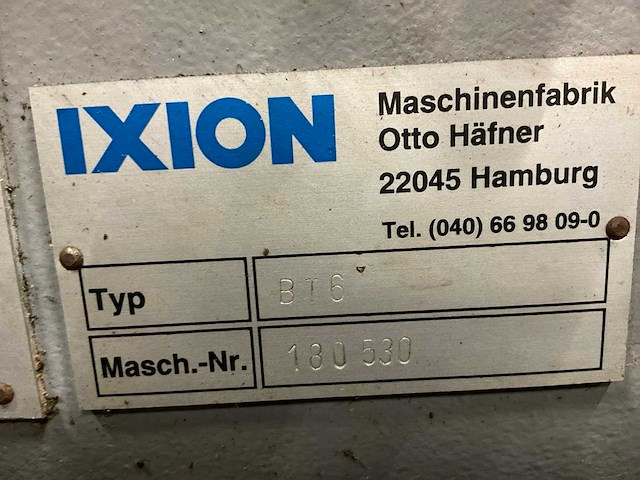 IXION
Maschinenfabrik
Otto Häfner
22045 Hamburg
Tel. (040) 66 98 09-0
Typ BT6
Masch.-Nr. 180 530